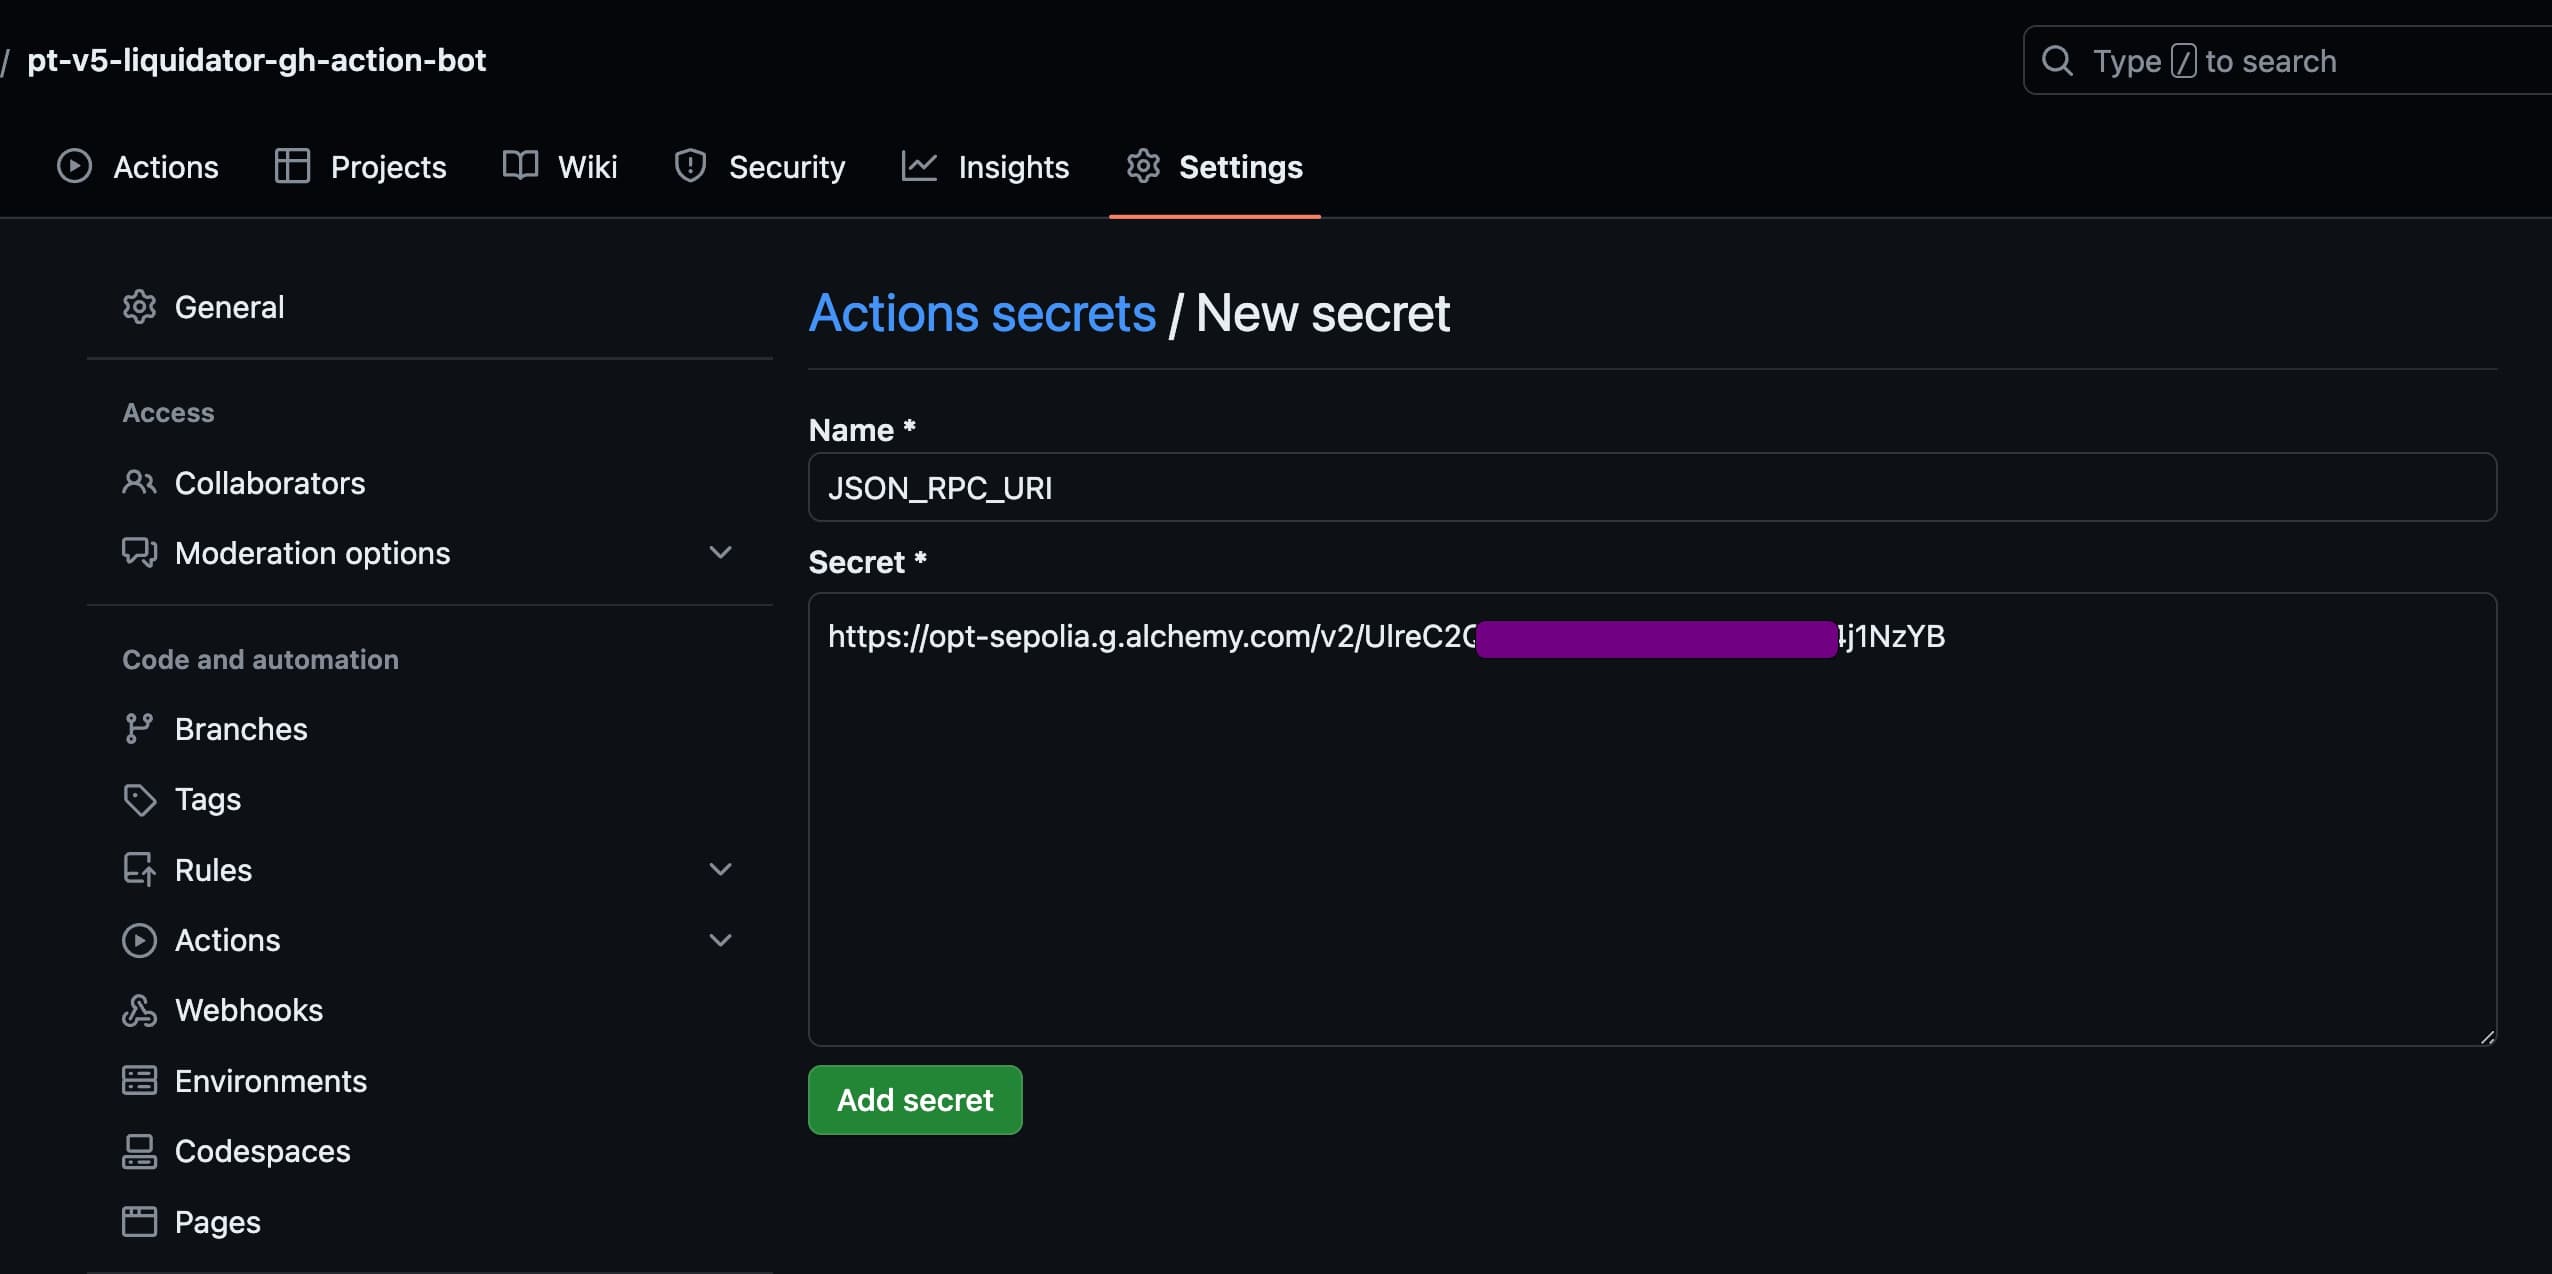 / pt-v5-liquidator-gh-action-bot
Type / to search
Actions
Projects
Wiki
Security
Insights
Settings
General
Access
Collaborators
Moderation options
Code and automation
Branches
Tags
Rules
Actions
Webhooks
Environments
Codespaces
Pages
Actions secrets / New secret
Name *
JSON_RPC_URI
Secret *
https://opt-sepolia.g.alchemy.com/v2/UlreC2 j1NzYB
Add secret